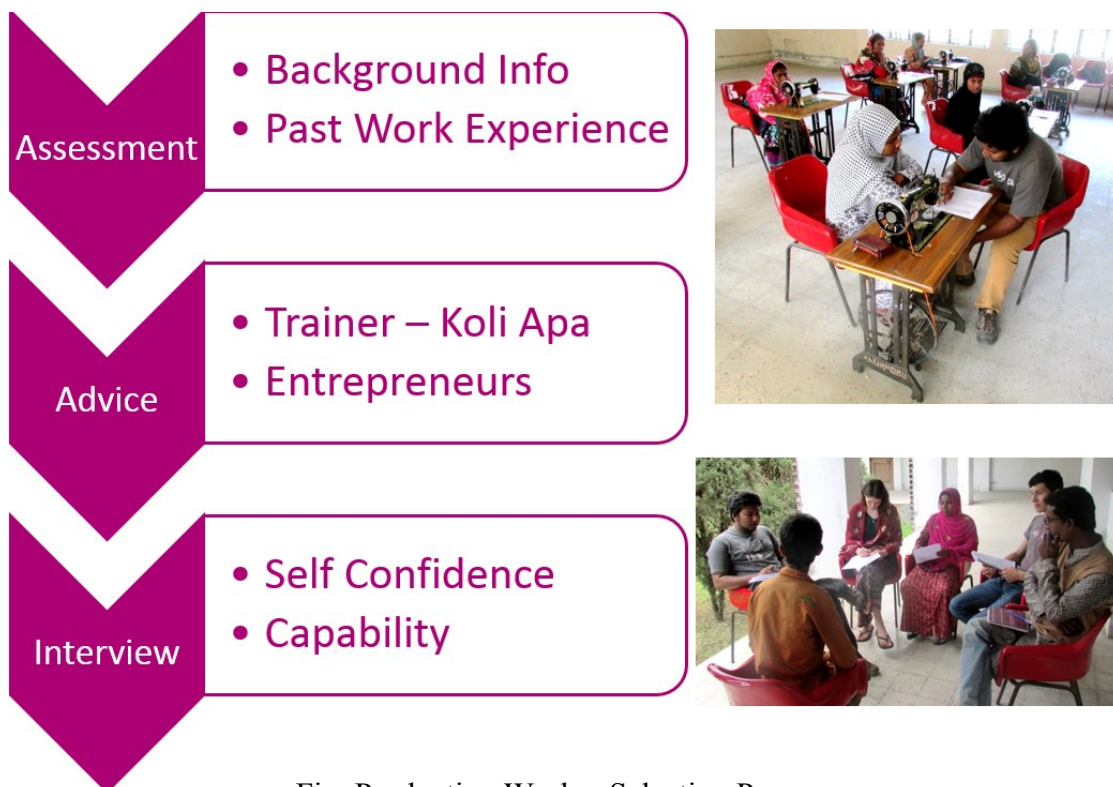 Assessment
• Background Info
• Past Work Experience
Advice
• Trainer – Koli Apa
• Entrepreneurs
Interview
• Self Confidence
• Capability